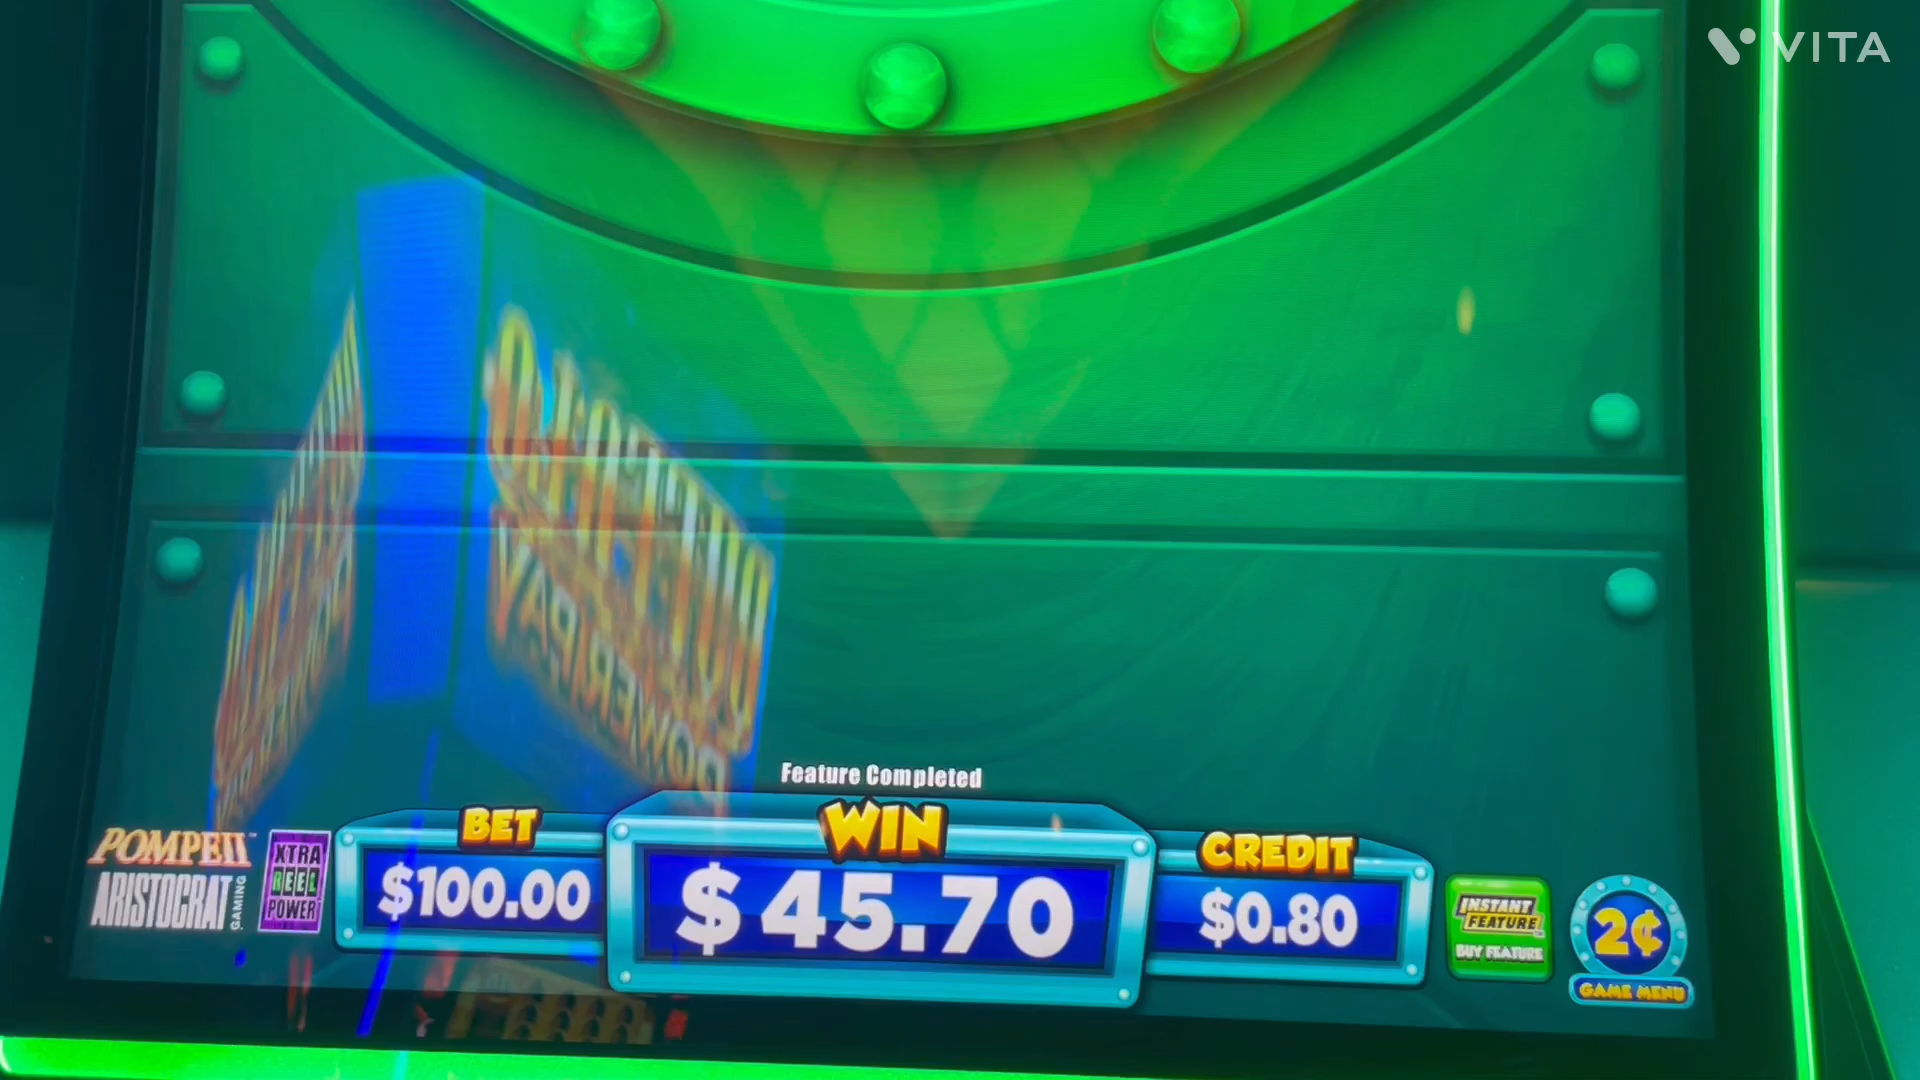 VITA
Feature Completed
POMPEII™
ARISTOCRAT
GAMING
XTRA
REEL
POWER
BET
$100.00
WIN
$45.70
CREDIT
$0.80
INSTANT
FEATURE
BUY FEATURE
2¢
GAME MENU